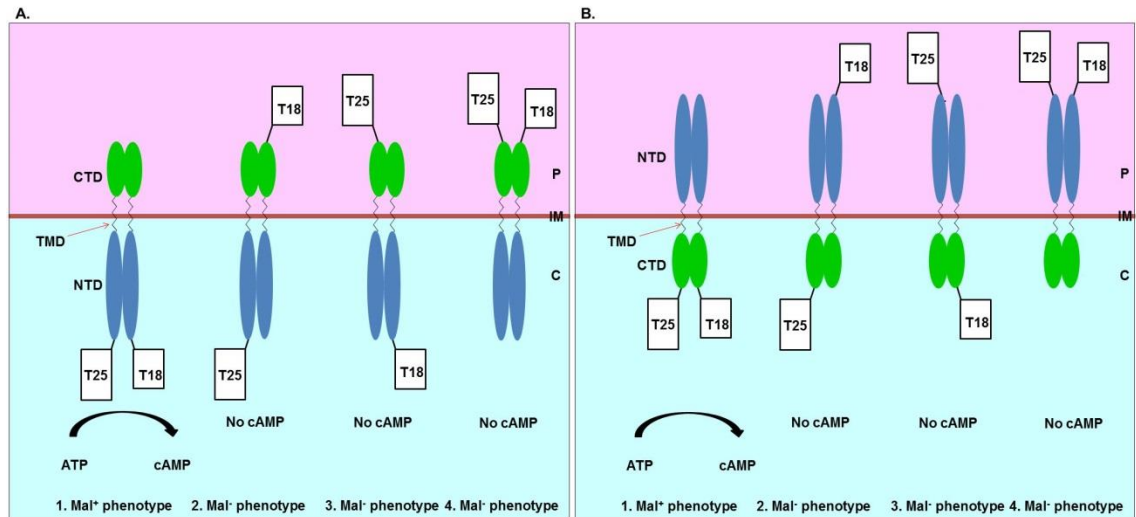 A.
T25
T18
T25
T18
T25
T18
CTD
P
IM
TMD
NTD
C
T25
T18
T25
T18
No cAMP
No cAMP
No cAMP
ATP
cAMP
1. Mal⁺ phenotype
2. Mal⁻ phenotype
3. Mal⁻ phenotype
4. Mal⁻ phenotype
B.
T18
T25
T25
T18
NTD
P
IM
TMD
CTD
C
T25
T18
T25
T18
No cAMP
No cAMP
No cAMP
ATP
cAMP
1. Mal⁺ phenotype
2. Mal⁻ phenotype
3. Mal⁻ phenotype
4. Mal⁻ phenotype